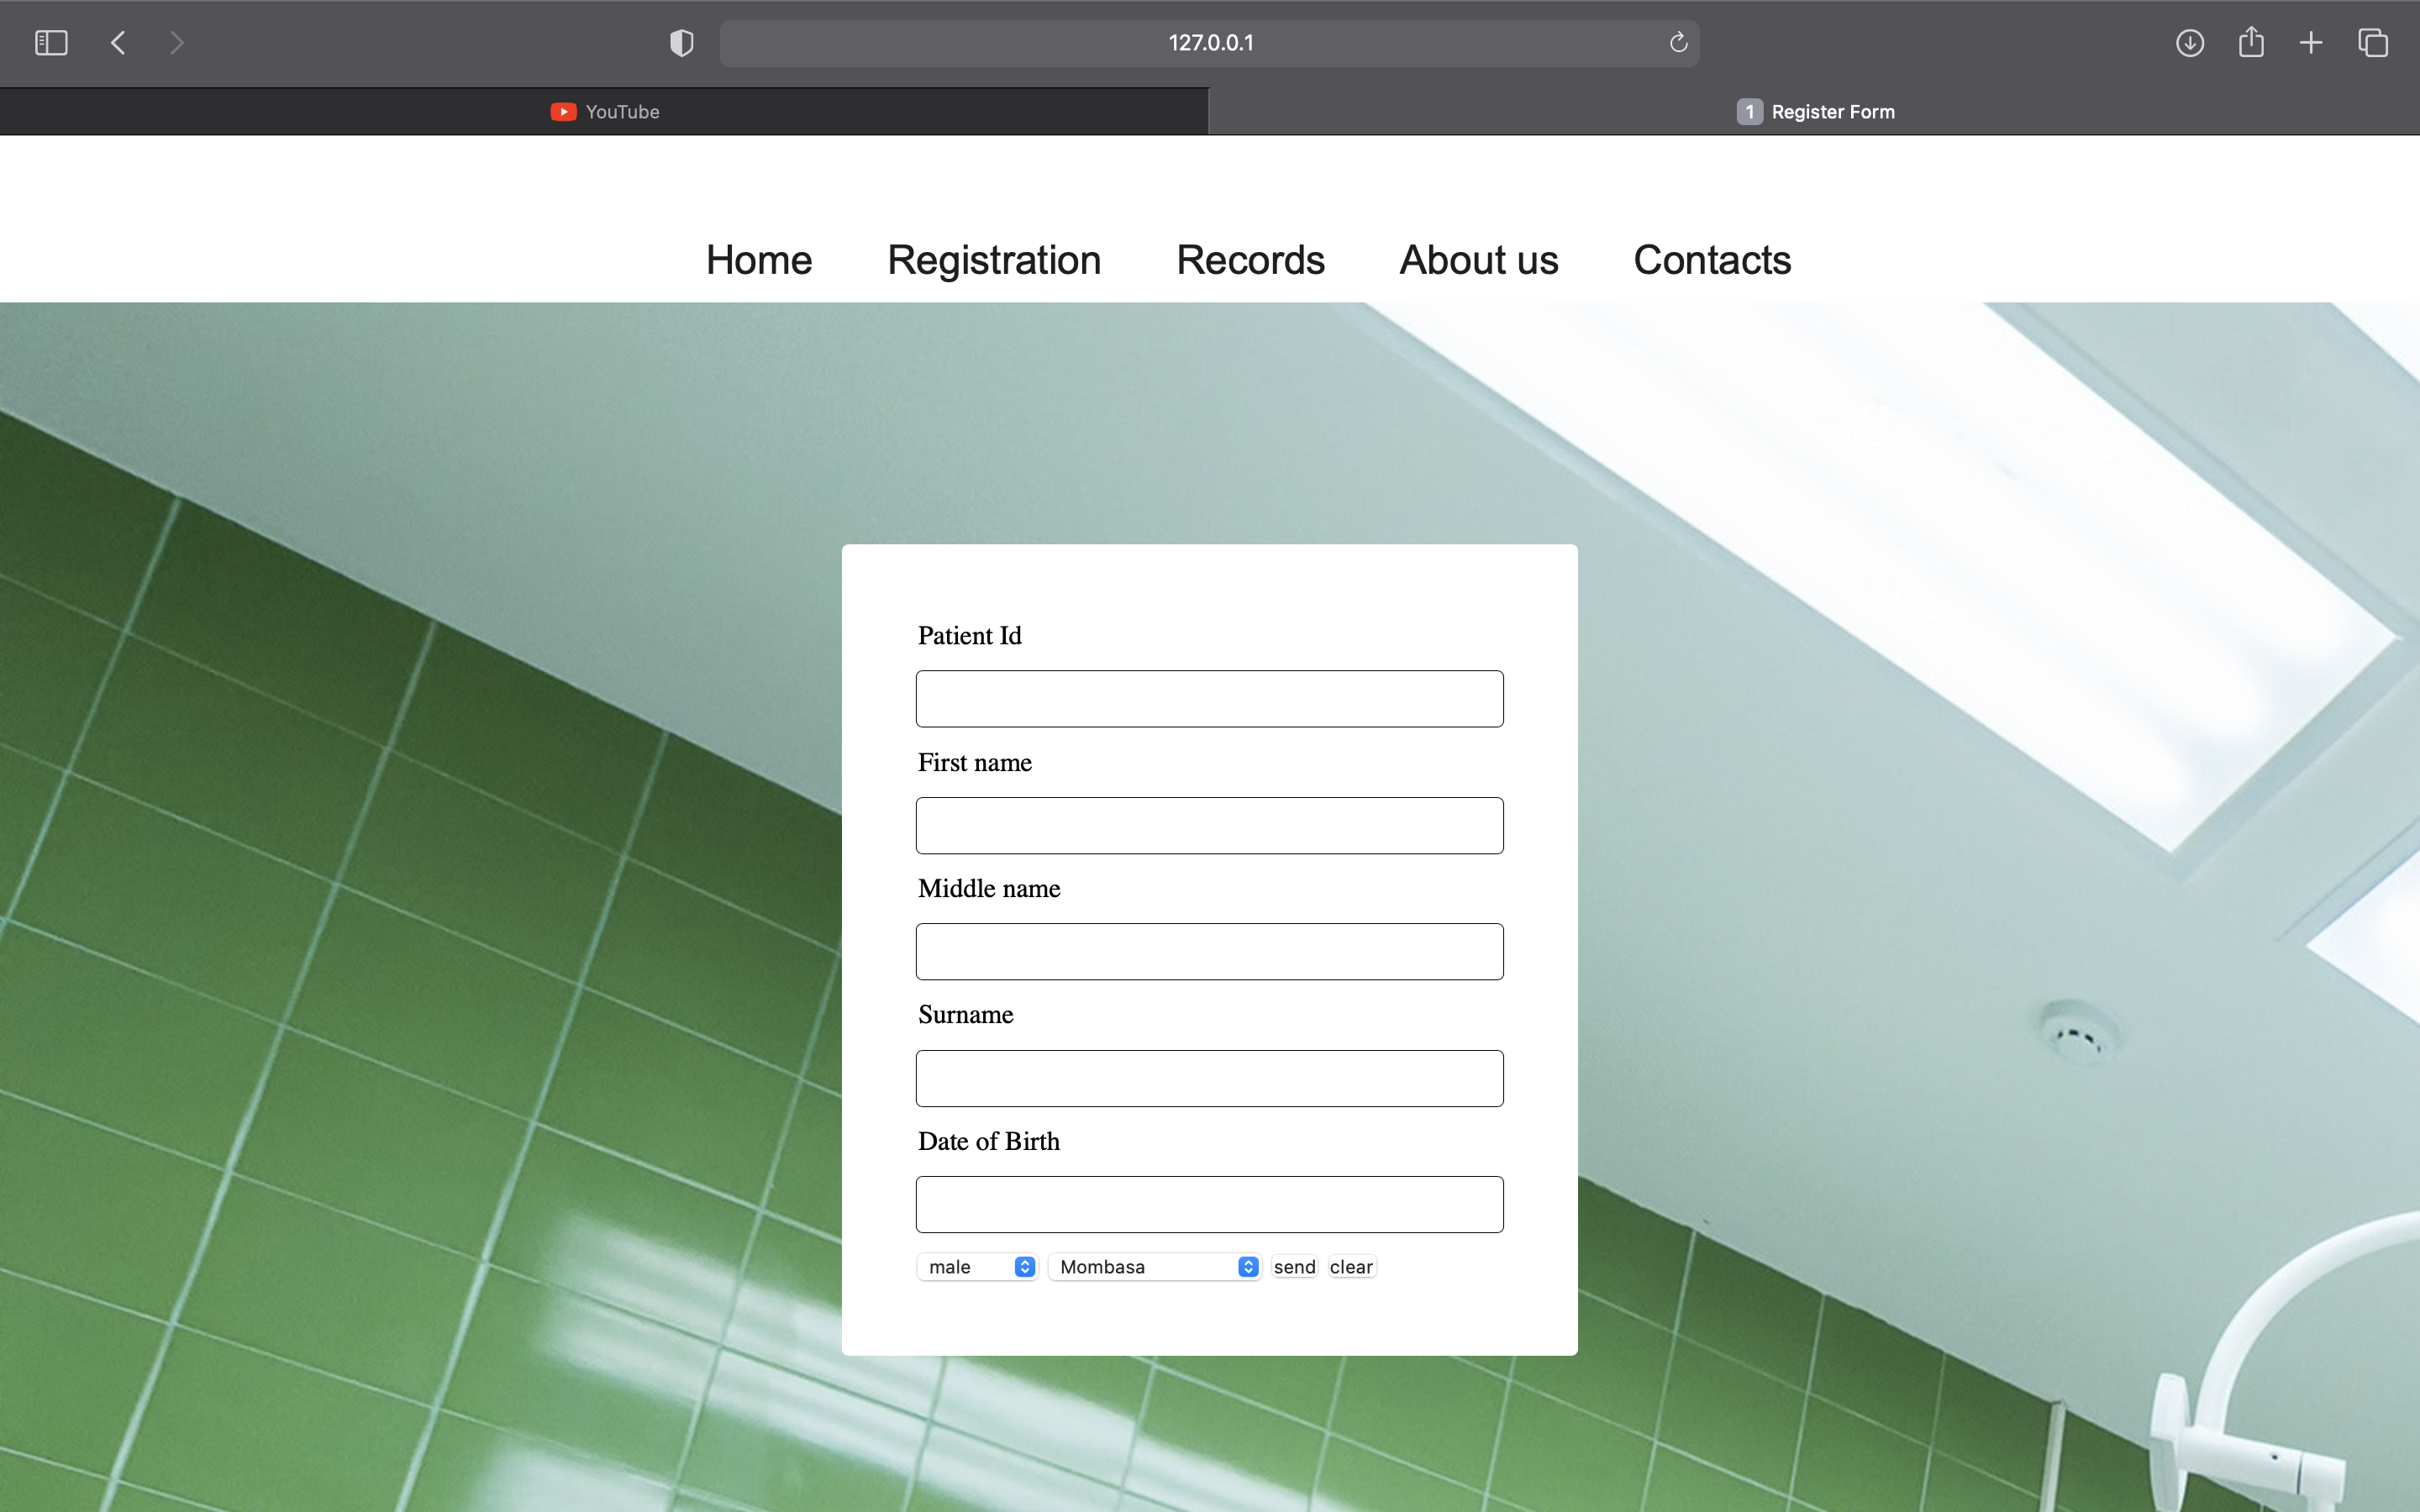 127.0.0.1
YouTube
1 Register Form
Home Registration Records About us Contacts
Patient Id
First name
Middle name
Surname
Date of Birth
male Mombasa send clear